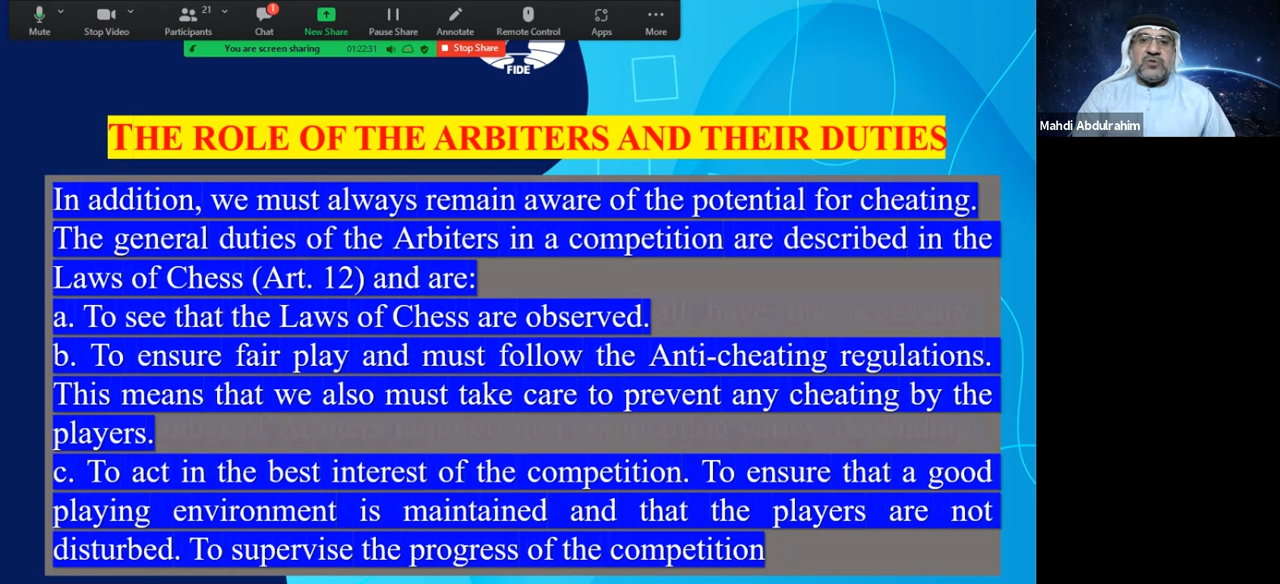 21
1
Mute
Stop Video
Participants
Chat
New Share
Pause Share
Annotate
Remote Control
Apps
More
You are screen sharing
01:22:31
Stop Share
FIDE
Mahdi Abdulrahim
THE ROLE OF THE ARBITERS AND THEIR DUTIES
In addition, we must always remain aware of the potential for cheating.
The general duties of the Arbiters in a competition are described in the
Laws of Chess (Art. 12) and are:
a. To see that the Laws of Chess are observed.
b. To ensure fair play and must follow the Anti-cheating regulations.
This means that we also must take care to prevent any cheating by the
players.
c. To act in the best interest of the competition. To ensure that a good
playing environment is maintained and that the players are not
disturbed. To supervise the progress of the competition